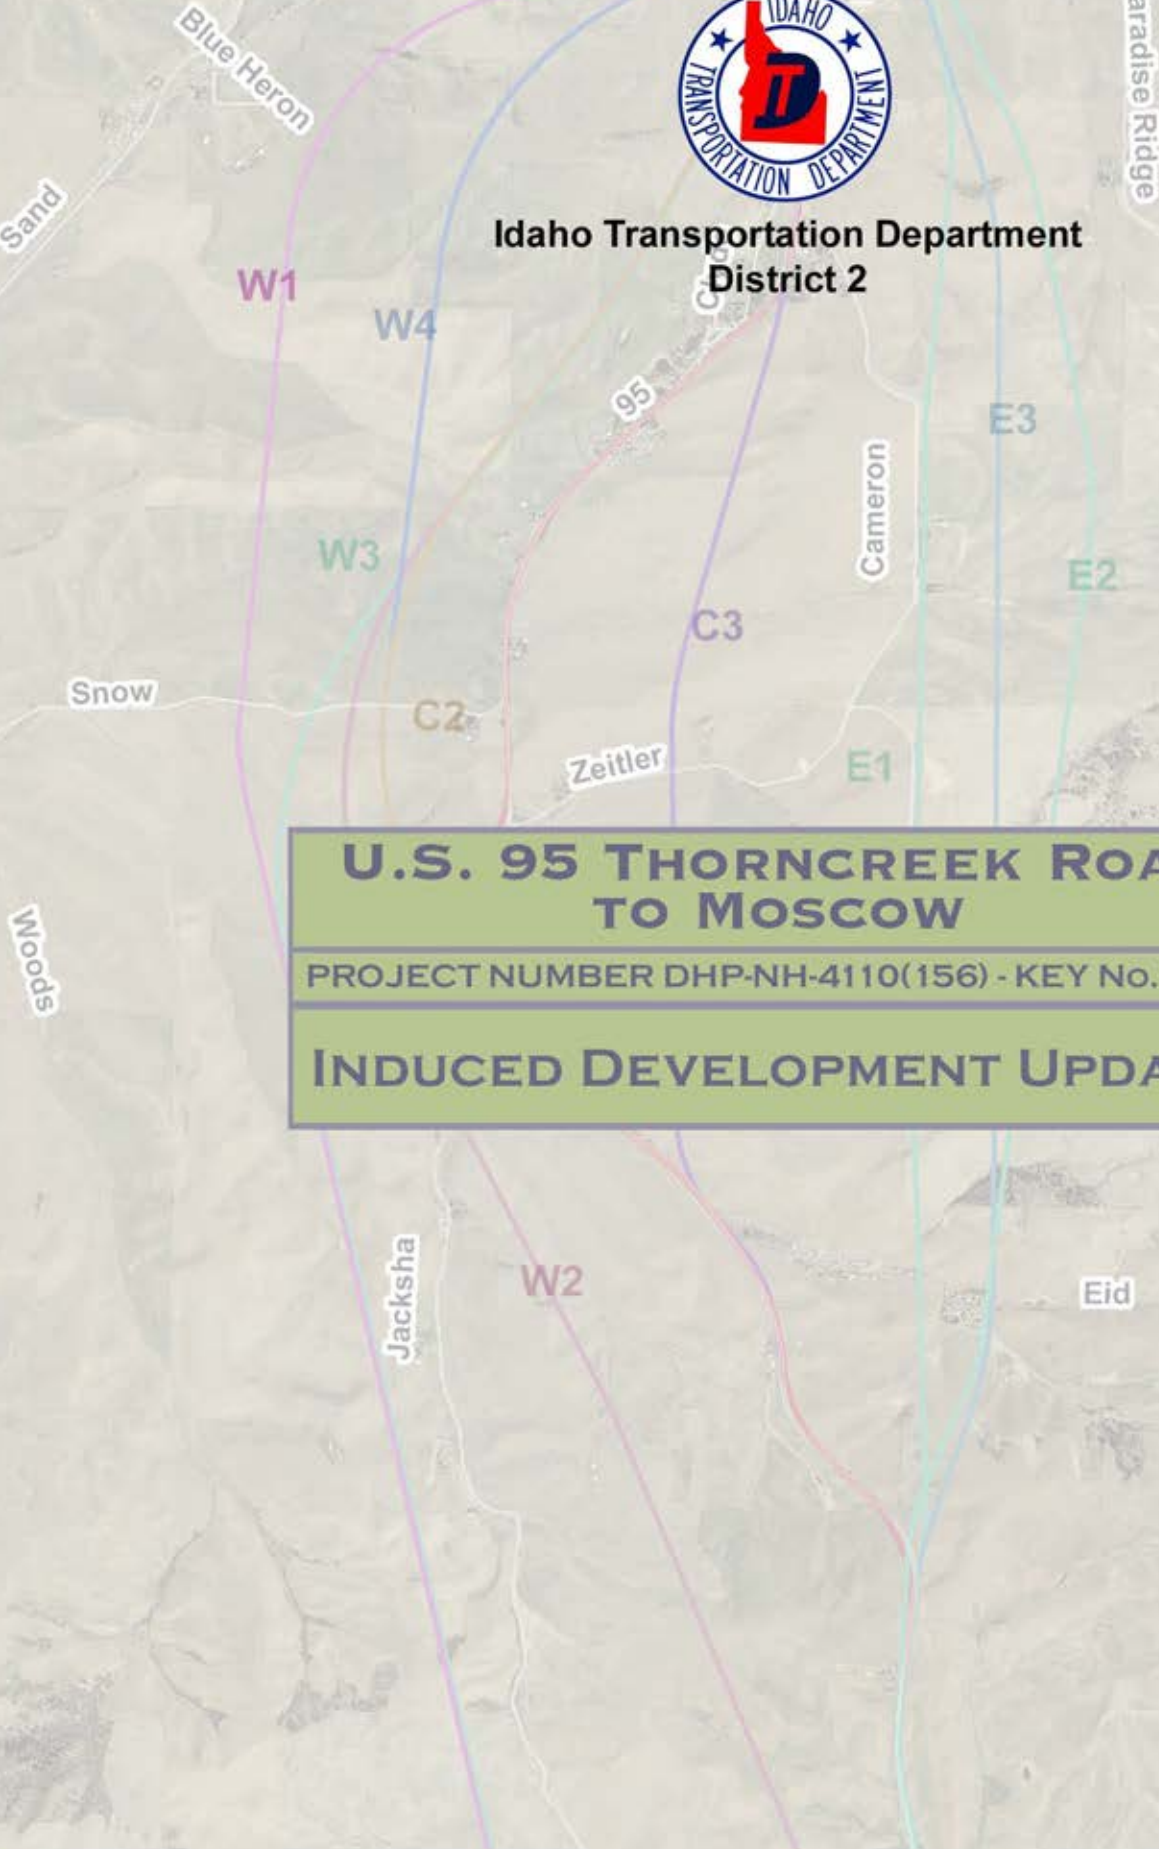 IDAHO
TRANSPORTATION DEPARTMENT
Idaho Transportation Department
District 2
Blue Heron
Sand
W1
W4
95
E3
Cameron
W3
E2
C3
Snow
C2
Zeitler
E1
U.S. 95 THORNCREEK ROA
TO MOSCOW
PROJECT NUMBER DHP-NH-4110(156) - KEY No.
INDUCED DEVELOPMENT UPDA
Woods
Jacksha
W2
Eid
aradise Ridge